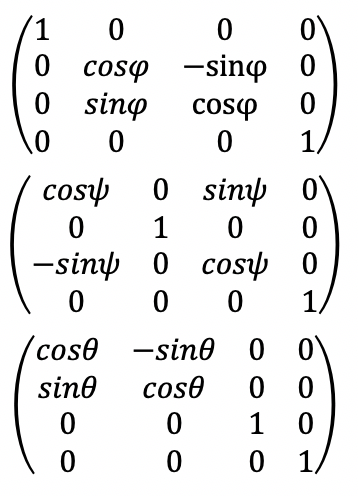 1 0 0 0
0 cosφ −sinφ 0
0 sinφ cosφ 0
0 0 0 1
cosψ 0 sinψ 0
0 1 0 0
−sinψ 0 cosψ 0
0 0 0 1
cosθ −sinθ 0 0
sinθ cosθ 0 0
0 0 1 0
0 0 0 1